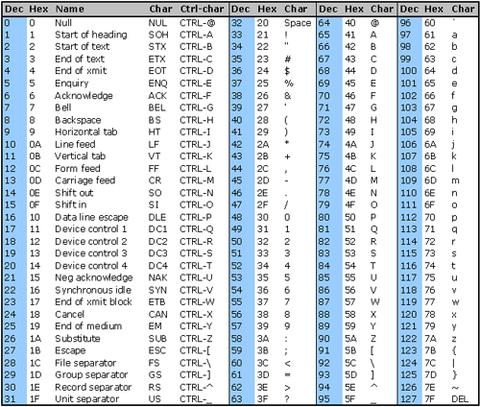 Dec Hex Name Char Ctrl-char Dec Hex Char Dec Hex Char Dec Hex Char
0 0 Null NUL CTRL-@ 32 20 Space 64 40 @ 96 60 `
1 1 Start of heading SOH CTRL-A 33 21 ! 65 41 A 97 61 a
2 2 Start of text STX CTRL-B 34 22 " 66 42 B 98 62 b
3 3 End of text ETX CTRL-C 35 23 # 67 43 C 99 63 c
4 4 End of xmit EOT CTRL-D 36 24 $ 68 44 D 100 64 d
5 5 Enquiry ENQ CTRL-E 37 25 % 69 45 E 101 65 e
6 6 Acknowledge ACK CTRL-F 38 26 & 70 46 F 102 66 f
7 7 Bell BEL CTRL-G 39 27 ' 71 47 G 103 67 g
8 8 Backspace BS CTRL-H 40 28 ( 72 48 H 104 68 h
9 9 Horizontal tab HT CTRL-I 41 29 ) 73 49 I 105 69 i
10 0A Line feed LF CTRL-J 42 2A * 74 4A J 106 6A j
11 0B Vertical tab VT CTRL-K 43 2B + 75 4B K 107 6B k
12 0C Form feed FF CTRL-L 44 2C , 76 4C L 108 6C l
13 0D Carriage feed CR CTRL-M 45 2D - 77 4D M 109 6D m
14 0E Shift out SO CTRL-N 46 2E . 78 4E N 110 6E n
15 0F Shift in SI CTRL-O 47 2F / 79 4F O 111 6F o
16 10 Data line escape DLE CTRL-P 48 30 0 80 50 P 112 70 p
17 11 Device control 1 DC1 CTRL-Q 49 31 1 81 51 Q 113 71 q
18 12 Device control 2 DC2 CTRL-R 50 32 2 82 52 R 114 72 r
19 13 Device control 3 DC3 CTRL-S 51 33 3 83 53 S 115 73 s
20 14 Device control 4 DC4 CTRL-T 52 34 4 84 54 T 116 74 t
21 15 Neg acknowledge NAK CTRL-U 53 35 5 85 55 U 117 75 u
22 16 Synchronous idle SYN CTRL-V 54 36 6 86 56 V 118 76 v
23 17 End of xmit block ETB CTRL-W 55 37 7 87 57 W 119 77 w
24 18 Cancel CAN CTRL-X 56 38 8 88 58 X 120 78 x
25 19 End of medium EM CTRL-Y 57 39 9 89 59 Y 121 79 y
26 1A Substitute SUB CTRL-Z 58 3A : 90 5A Z 122 7A z
27 1B Escape ESC CTRL-[ 59 3B ; 91 5B [ 123 7B {
28 1C File separator FS CTRL-\ 60 3C < 92 5C \ 124 7C |
29 1D Group separator GS CTRL-] 61 3D = 93 5D ] 125 7D }
30 1E Record separator RS CTRL-^ 62 3E > 94 5E ^ 126 7E ~
31 1F Unit separator US CTRL-_ 63 3F ? 95 5F _ 127 7F DEL